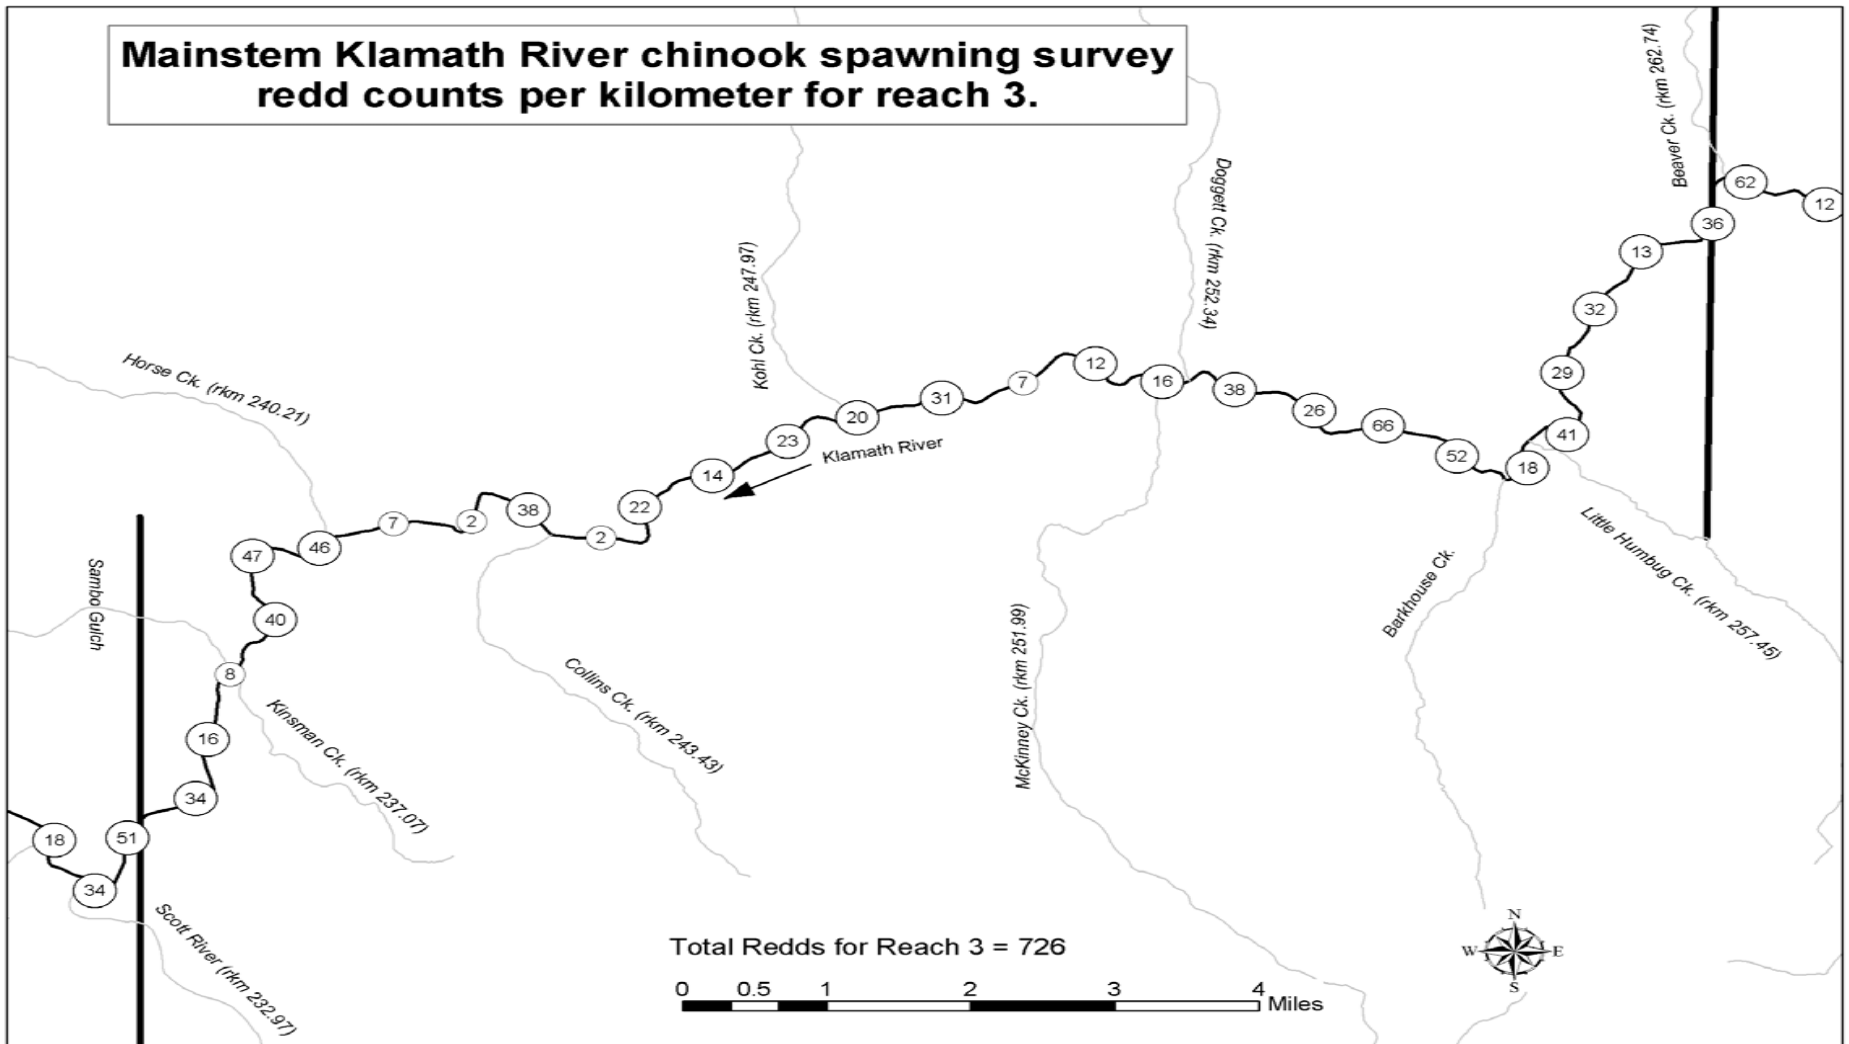 Mainstem Klamath River chinook spawning survey
redd counts per kilometer for reach 3.
Beaver Ck. (rkm 262.74)
Doggett Ck. (rkm 252.34)
Kohl Ck. (rkm 247.97)
Horse Ck. (rkm 240.21)
62
12
36
13
32
29
41
18
52
66
26
38
16
12
7
31
20
23
14
22
2
38
2
7
46
47
40
8
16
34
51
34
18
Klamath River
Sambo Gulch
Kinsman Ck. (rkm 237.07)
Collins Ck. (rkm 243.43)
McKinney Ck. (rkm 251.99)
Barkhouse Ck.
Little Humbug Ck. (rkm 257.45)
Scott River (rkm 232.97)
Total Redds for Reach 3 = 726
0 0.5 1 2 3 4
Miles
N
W E
S